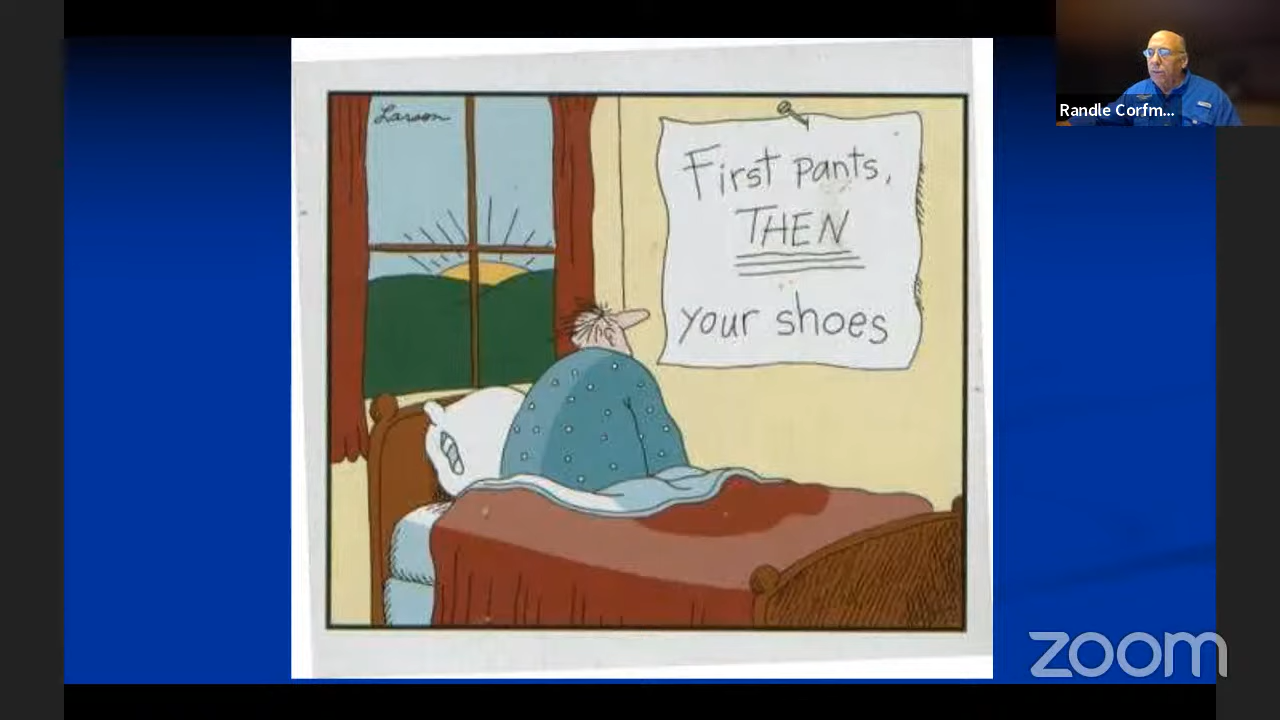 Larson
First pants,
THEN
your shoes
Randle Corfm...
zoom